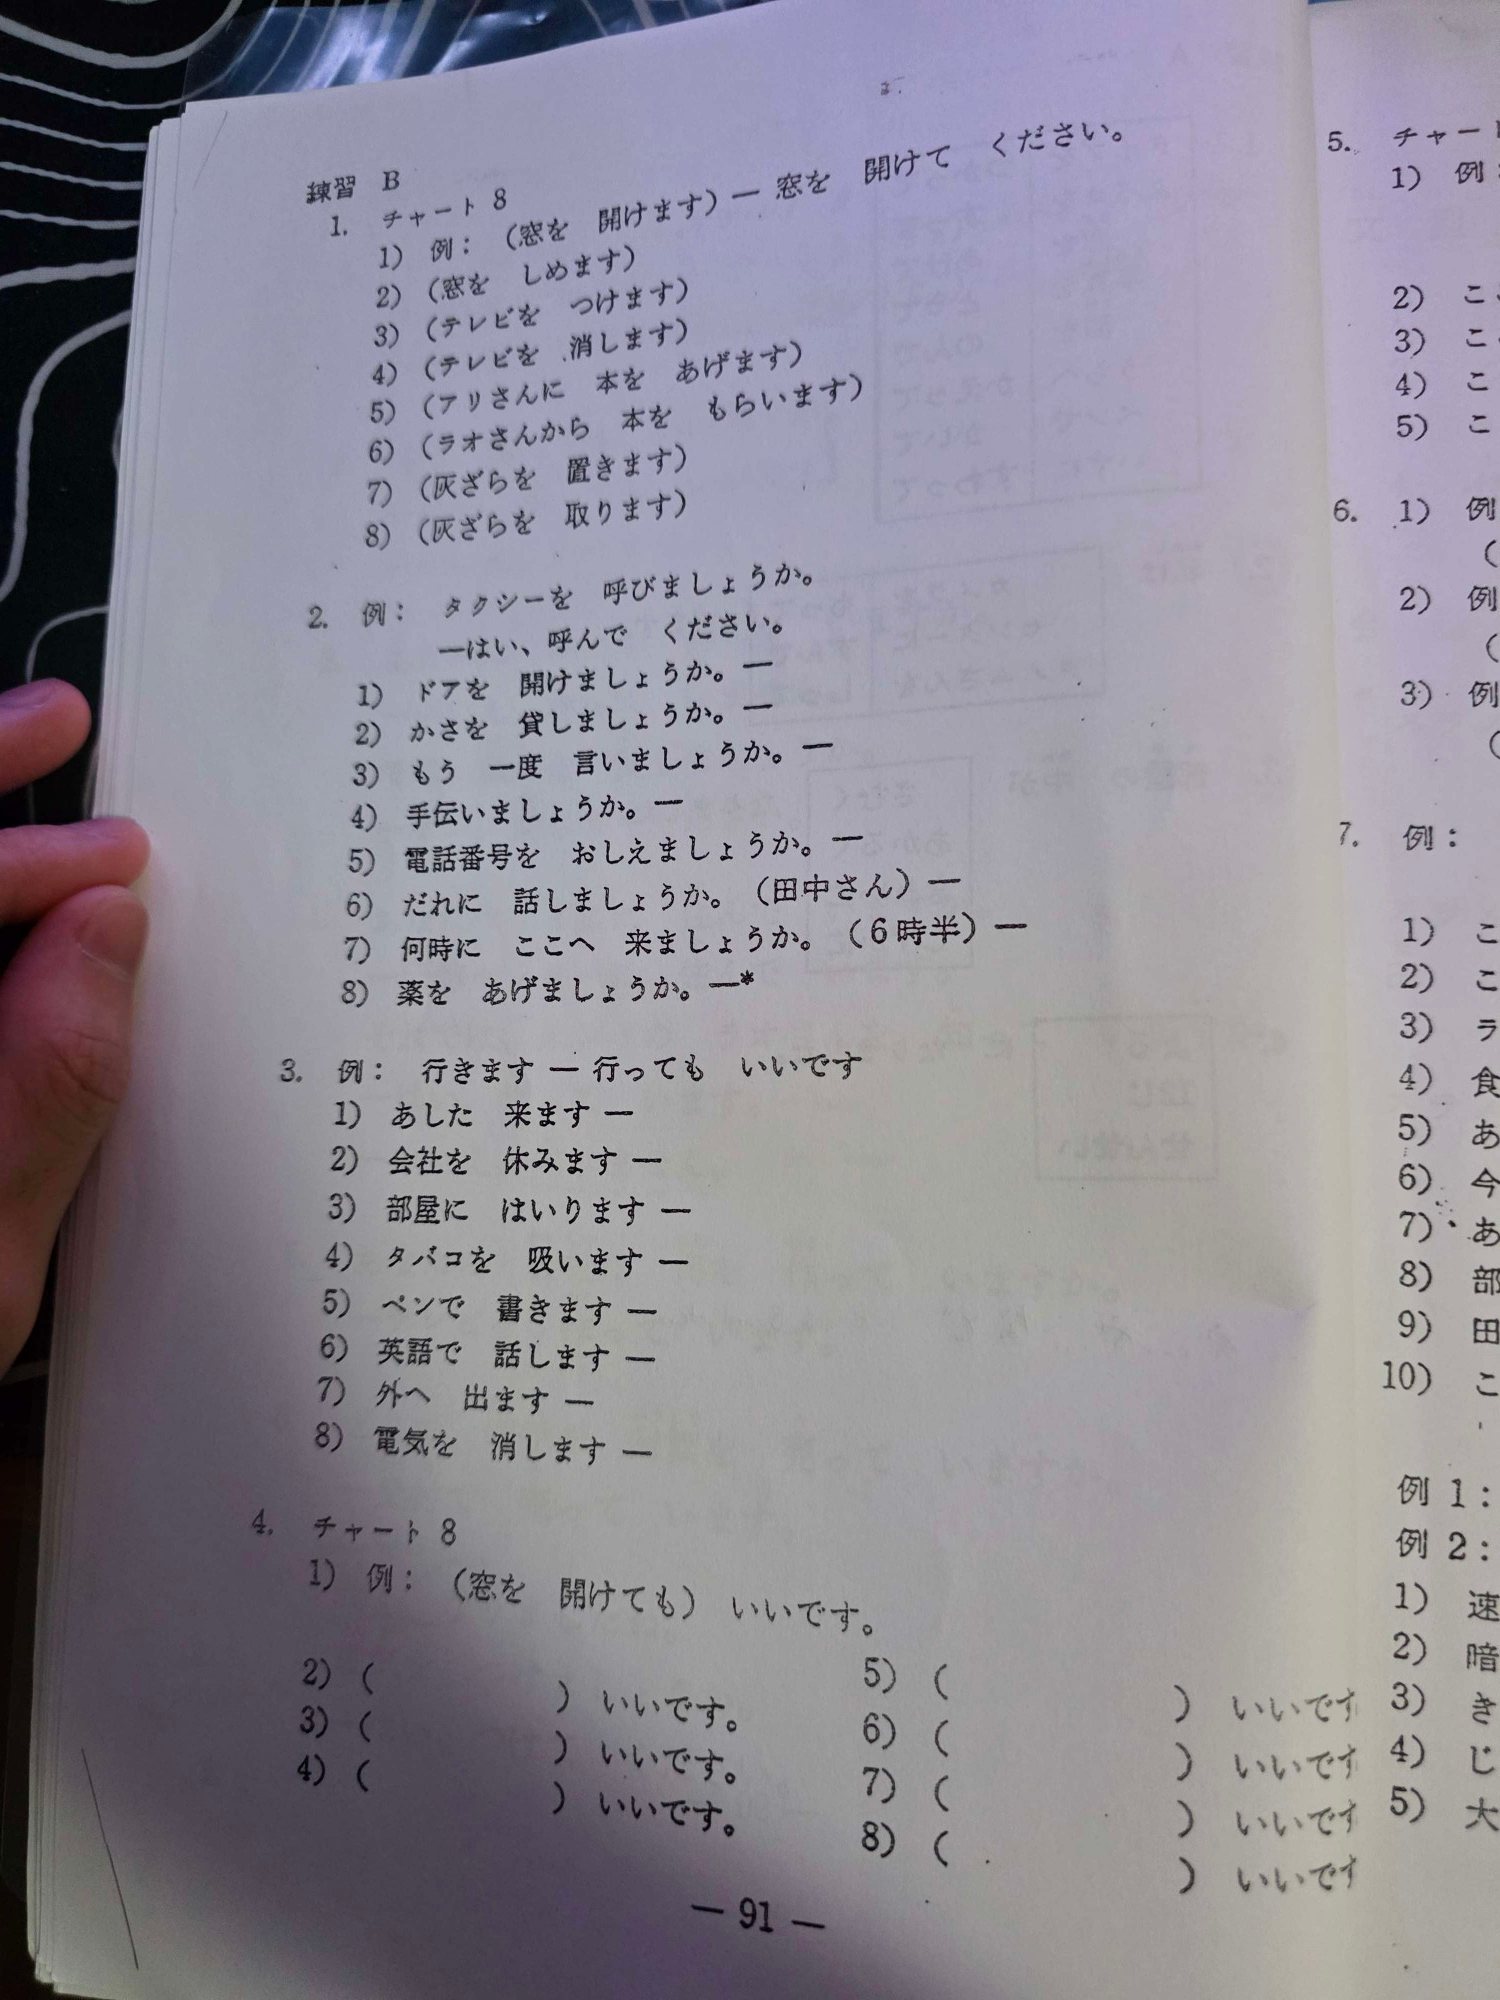 練習 B
1. チャート 8
1) 例： （窓を 開けます）— 窓を 開けて ください。
2) （窓を しめます）
3) （テレビを つけます）
4) （テレビを 消します）
5) （アリさんに 本を あげます）
6) （ラオさんから 本を もらいます）
7) （灰ざらを 置きます）
8) （灰ざらを 取ります）
2. 例： タクシーを 呼びましょうか。
—はい、呼んで ください。
1) ドアを 開けましょうか。—
2) かさを 貸しましょうか。—
3) もう 一度 言いましょうか。—
4) 手伝いましょうか。—
5) 電話番号を おしえましょうか。—
6) だれに 話しましょうか。（田中さん）—
7) 何時に ここへ 来ましょうか。（6時半）—
8) 薬を あげましょうか。—*
3. 例： 行きます — 行っても いいです
1) あした 来ます —
2) 会社を 休みます —
3) 部屋に はいります —
4) タバコを 吸います —
5) ペンで 書きます —
6) 英語で 話します —
7) 外へ 出ます —
8) 電気を 消します —
4. チャート 8
1) 例： （窓を 開けても） いいです。
2) （ ） いいです。
3) （ ） いいです。
4) （ ） いいです。
5) （ ） いいです
6) （ ） いいです
7) （ ） いいです
8) （ ） いいです
— 91 —
5. チャート
1) 例：
2) こ
3) こ
4) こ
5) こ
6. 1) 例
（
2) 例
（
3) 例
（
7. 例：
1) こ
2) こ
3) ラ
4) 食
5) あ
6) 今
7) あ
8) 部
9) 田
10) こ
例 1：
例 2：
1) 速
2) 暗
3) き
4) じ
5) 大